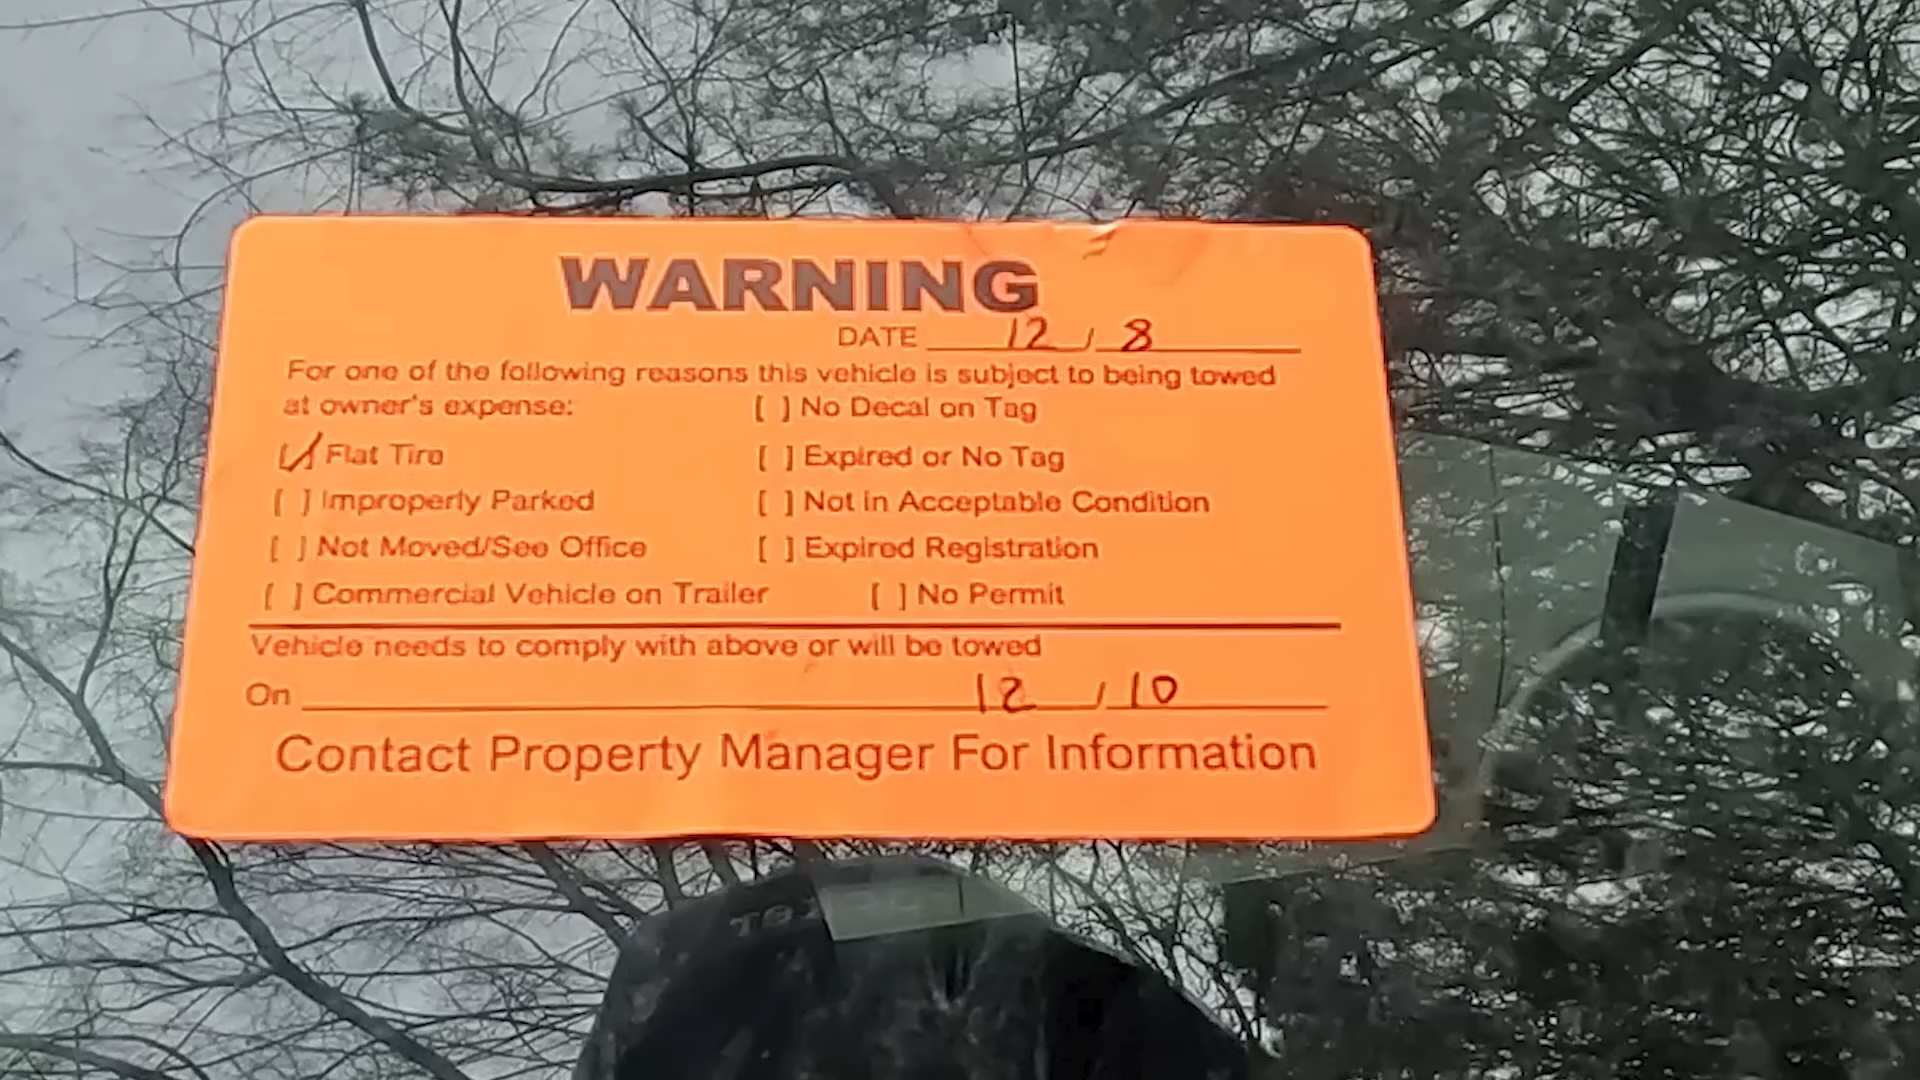 WARNING
DATE 12 / 8
For one of the following reasons this vehicle is subject to being towed
at owner's expense: [ ] No Decal on Tag
[✓] Flat Tire [ ] Expired or No Tag
[ ] Improperly Parked [ ] Not in Acceptable Condition
[ ] Not Moved/See Office [ ] Expired Registration
[ ] Commercial Vehicle on Trailer [ ] No Permit
Vehicle needs to comply with above or will be towed
On 12 / 10
Contact Property Manager For Information